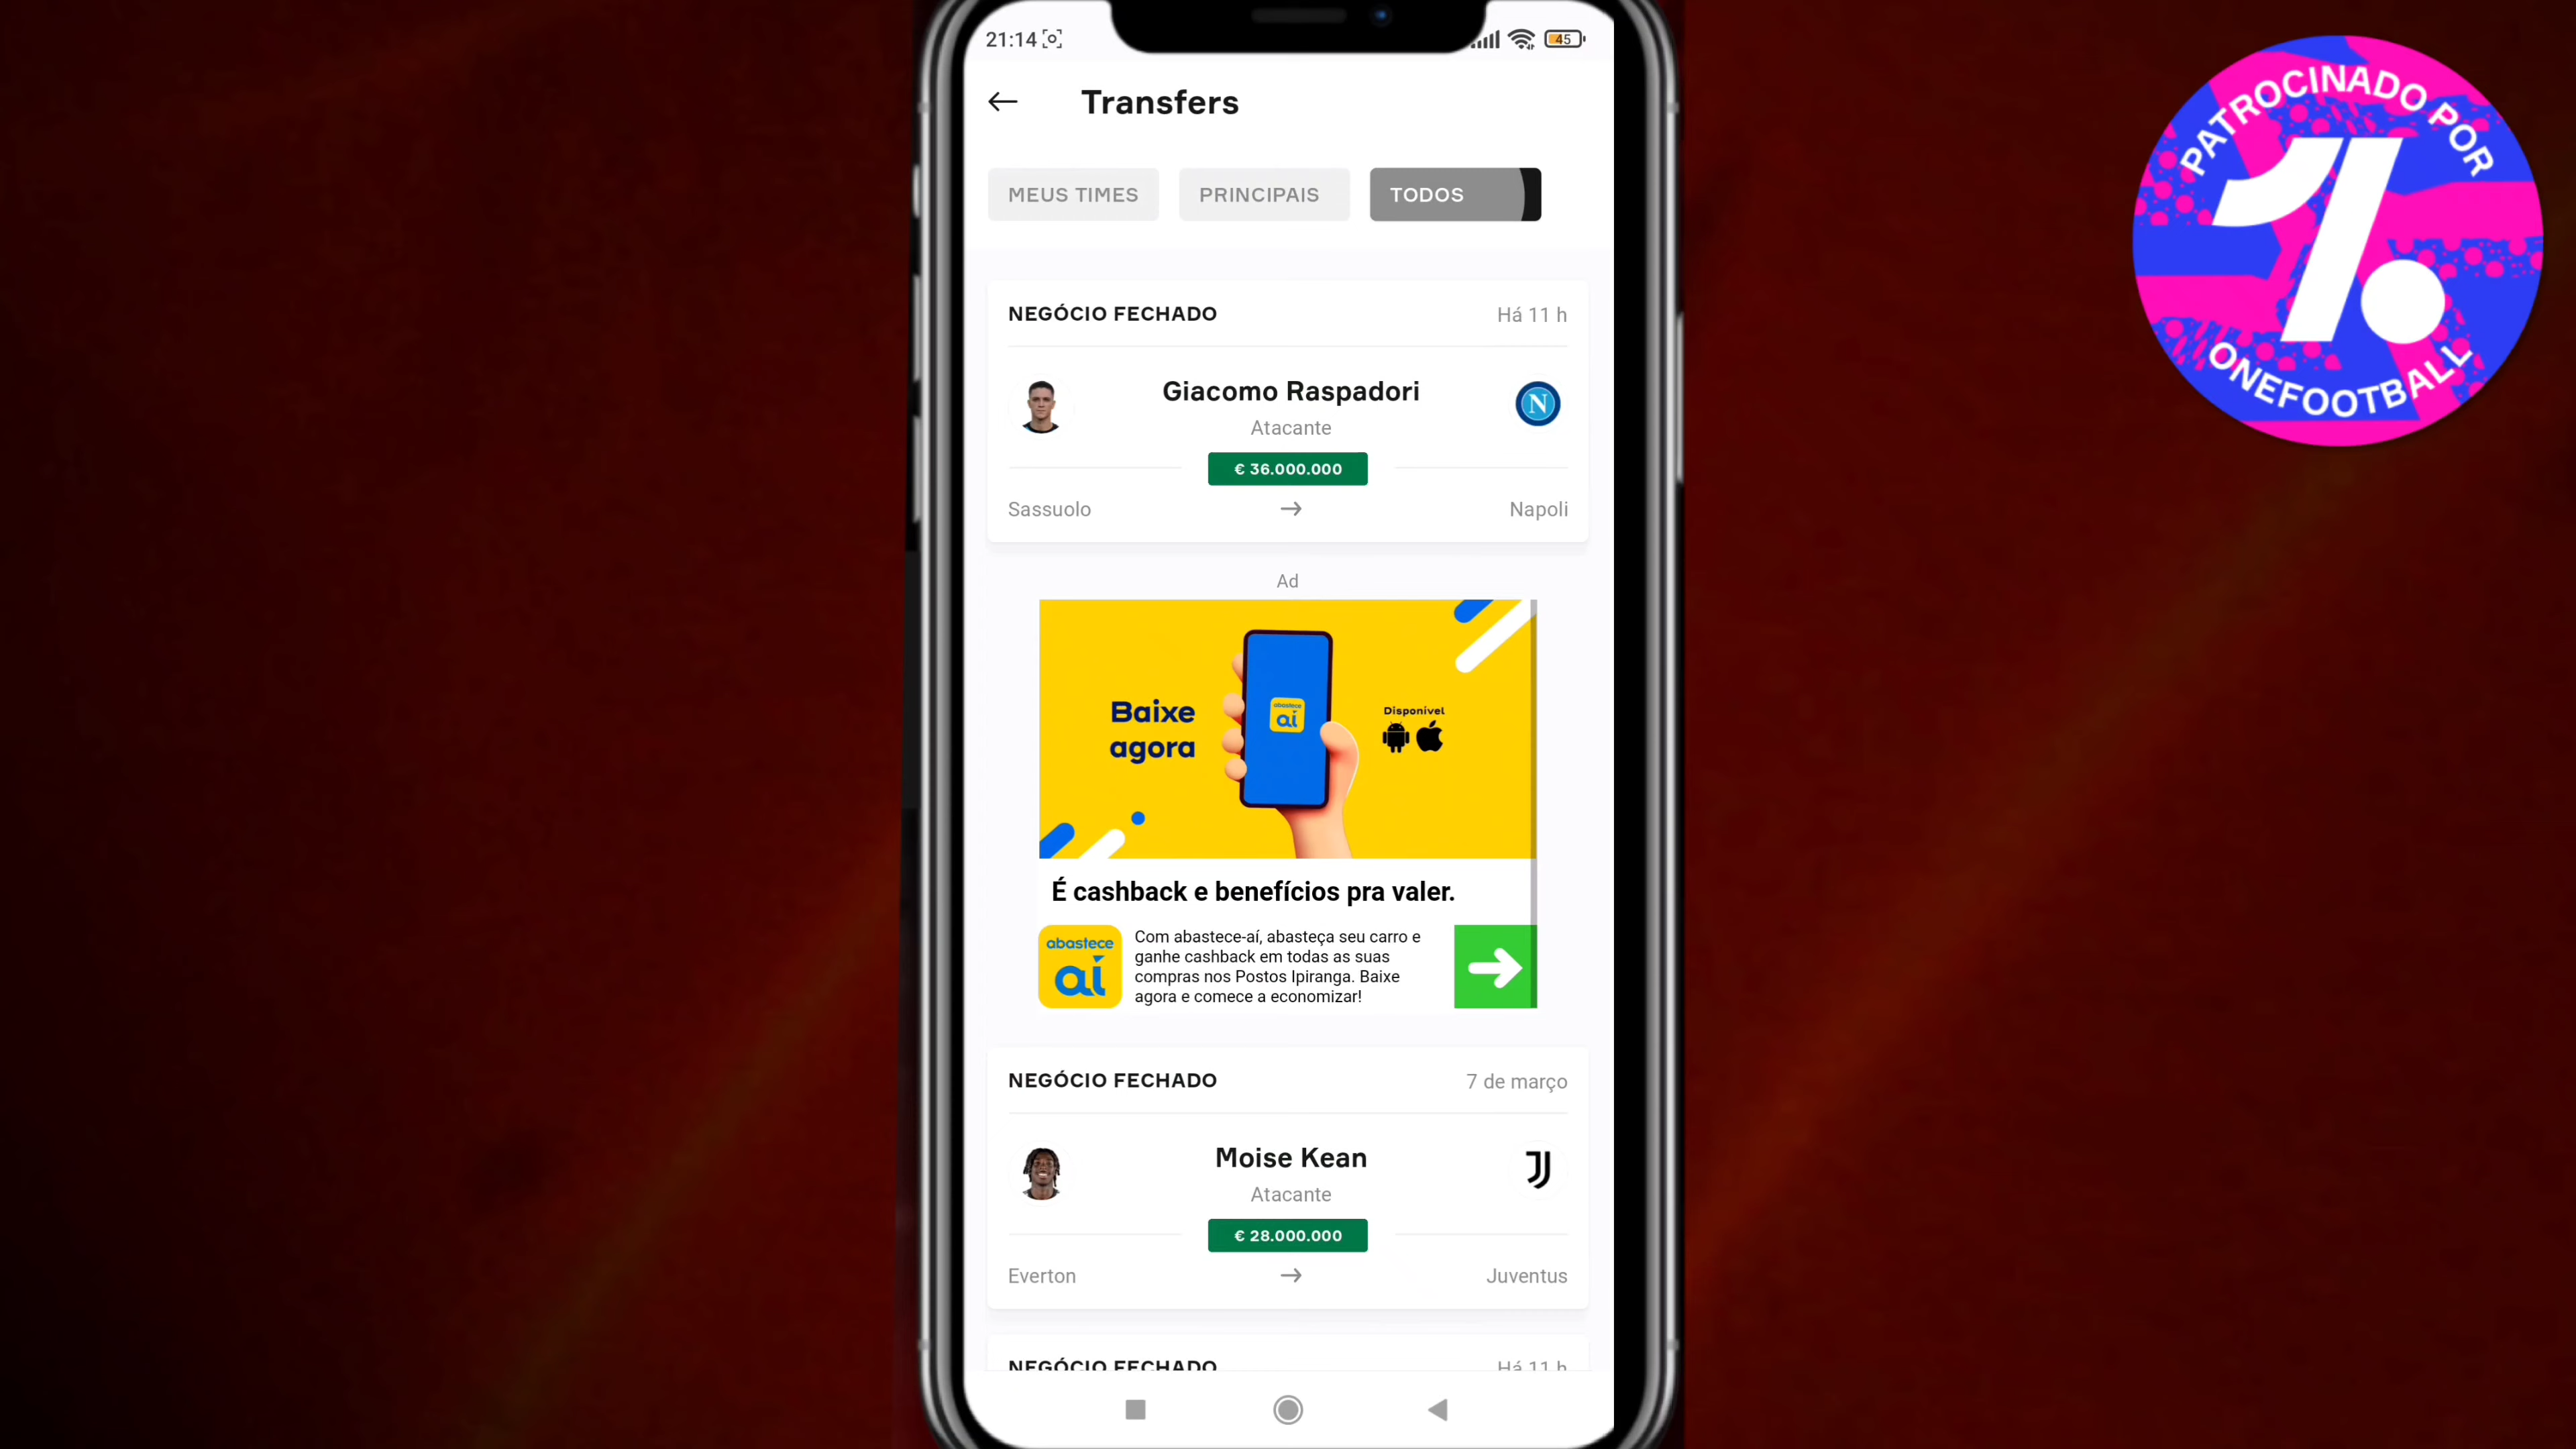 21:14
45
Transfers
MEUS TIMES
PRINCIPAIS
TODOS
NEGÓCIO FECHADO
Há 11 h
Giacomo Raspadori
N
Atacante
€ 36.000.000
Sassuolo
Napoli
Ad
Baixe
agora
abastece
aí
Disponível
É cashback e benefícios pra valer.
abastece
aí
Com abastece-aí, abasteça seu carro e
ganhe cashback em todas as suas
compras nos Postos Ipiranga. Baixe
agora e comece a economizar!
NEGÓCIO FECHADO
7 de março
Moise Kean
Atacante
€ 28.000.000
Everton
Juventus
NEGÓCIO FECHADO
Há 11 h
PATROCINADO POR
ONEFOOTBALL